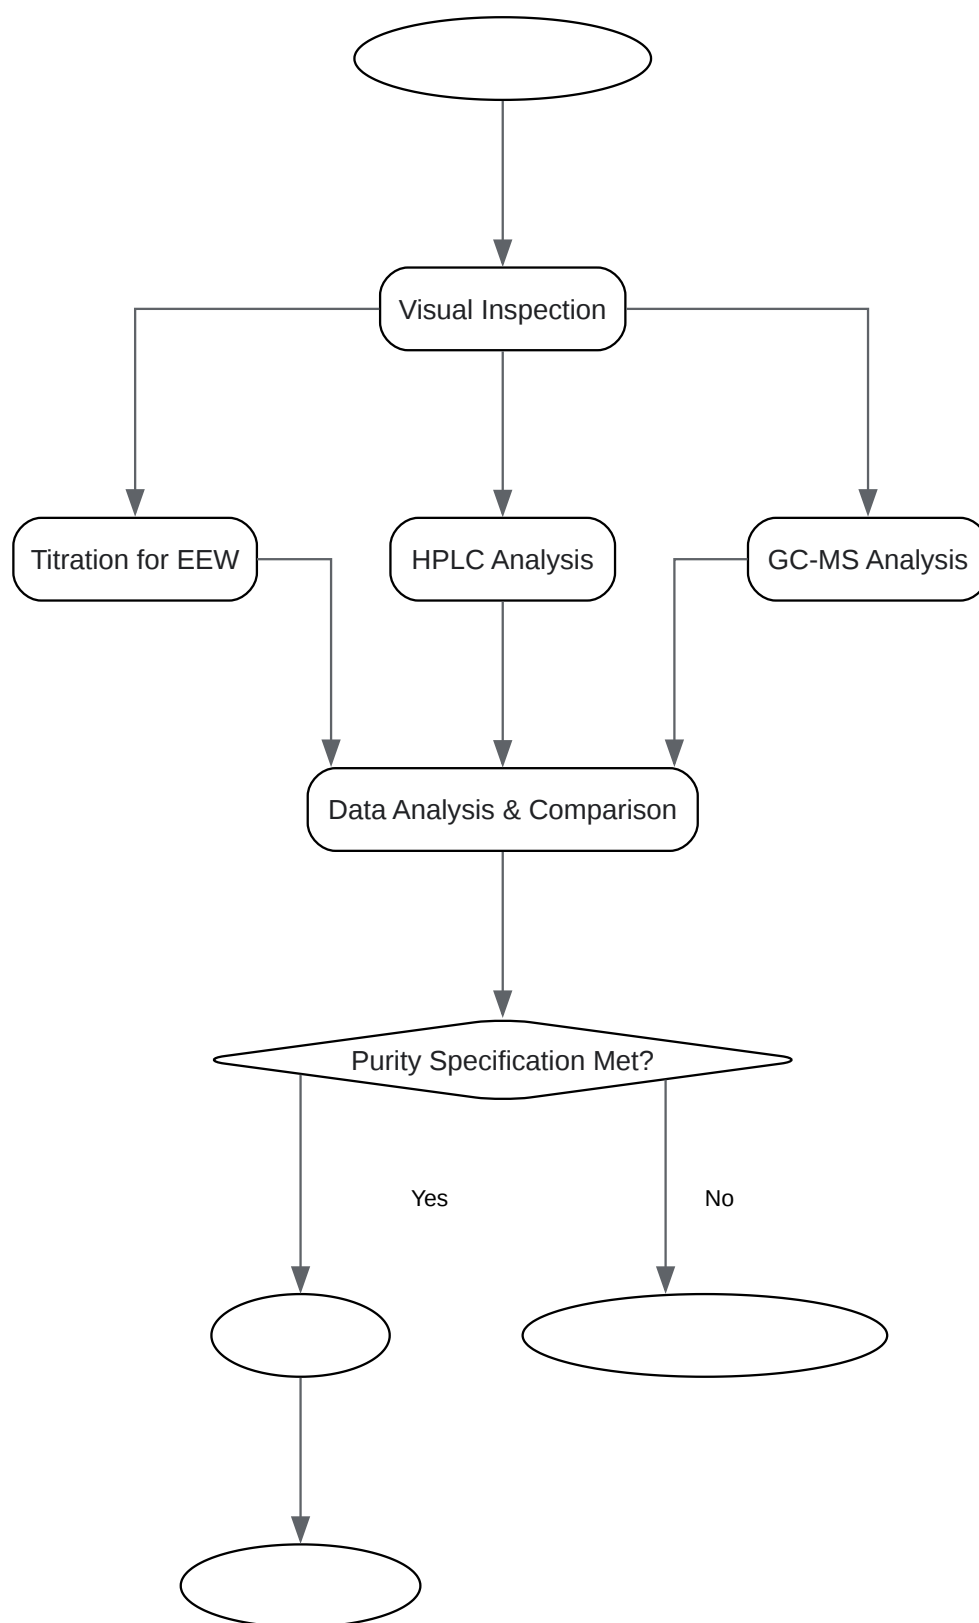 Visual Inspection
Titration for EEW
HPLC Analysis
GC-MS Analysis
Data Analysis & Comparison
Purity Specification Met?
Yes
No